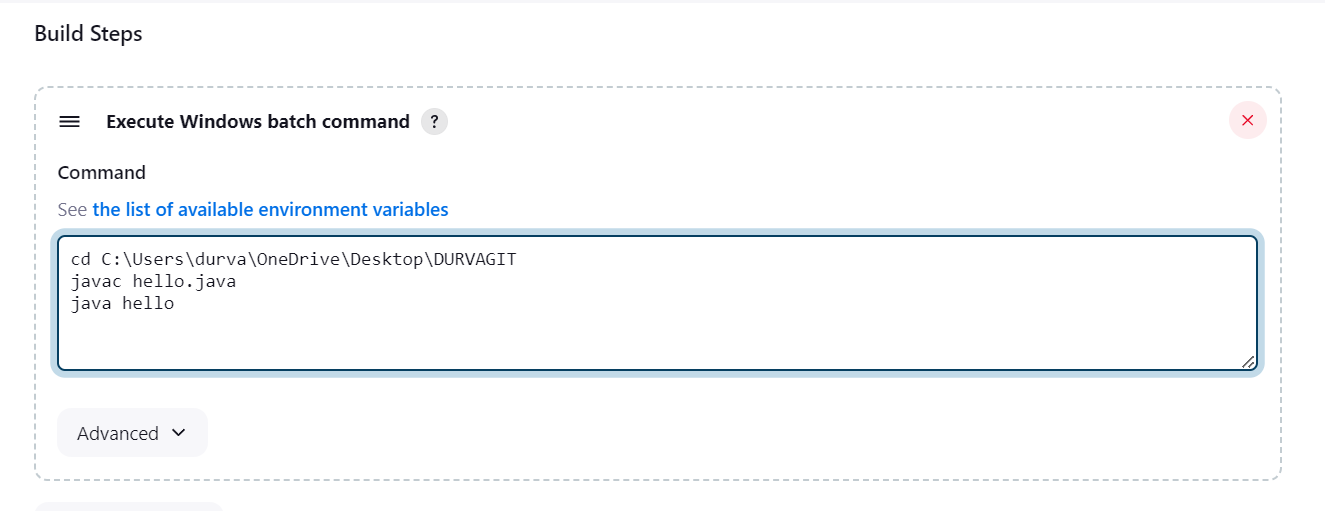 Build Steps
Execute Windows batch command ?
Command
See the list of available environment variables
cd C:\Users\durva\OneDrive\Desktop\DURVAGIT
javac hello.java
java hello
Advanced